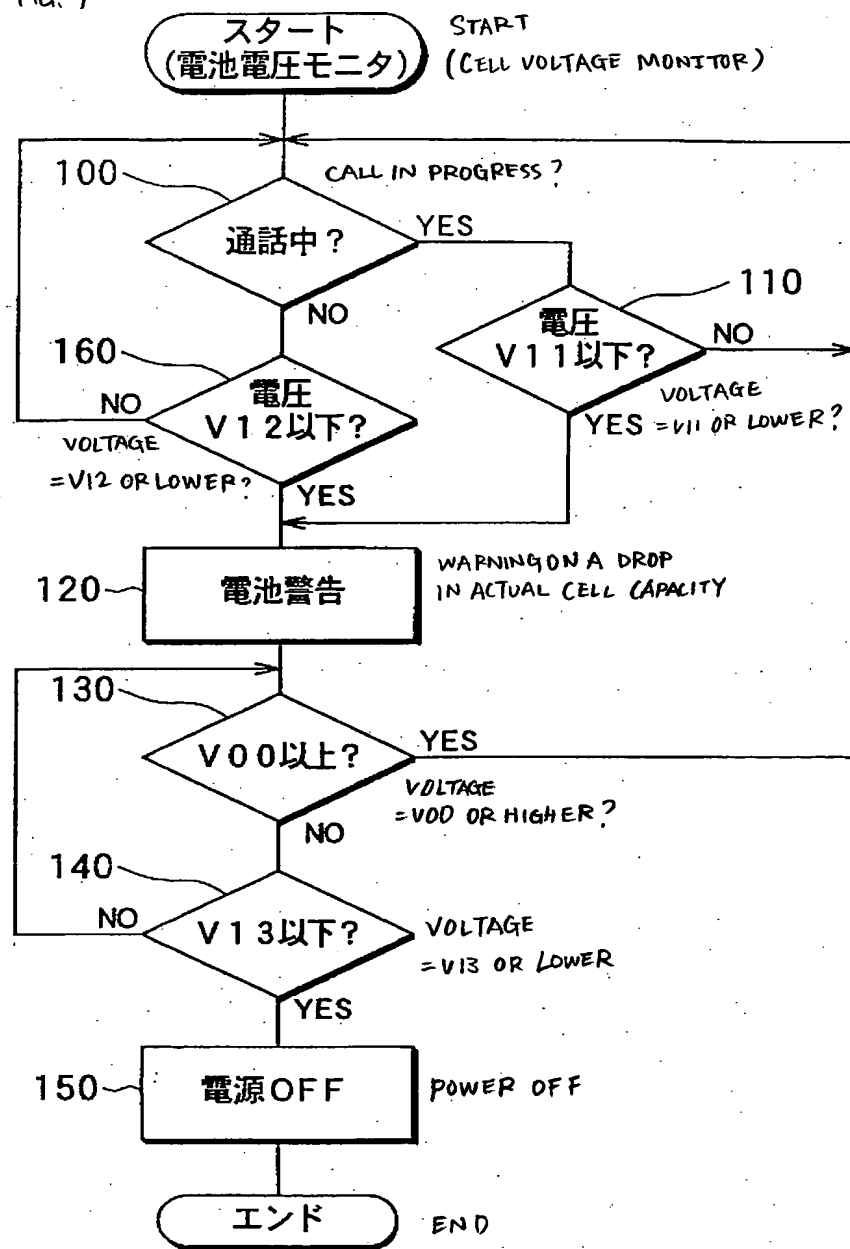 スタート
(電池電圧モニタ)
START
(CELL VOLTAGE MONITOR)
100
CALL IN PROGRESS?
通話中?
YES
NO
110
電圧
V11以下?
NO
VOLTAGE
YES =V11 OR LOWER?
160
電圧
V12以下?
NO
VOLTAGE
=V12 OR LOWER?
YES
120
電池警告
WARNING ON A DROP
IN ACTUAL CELL CAPACITY
130
V00以上?
YES
VOLTAGE
=V00 OR HIGHER?
NO
140
V13以下?
NO
VOLTAGE
=V13 OR LOWER
YES
150
電源OFF
POWER OFF
エンド
END